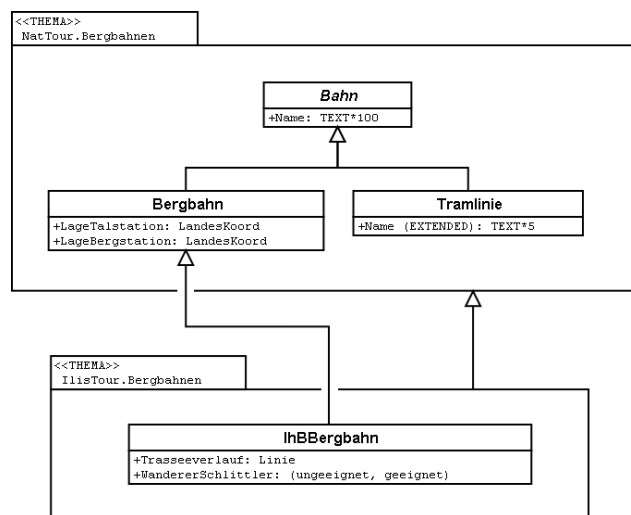 <<THEMA>>
NatTour.Bergbahnen
Bahn
+Name: TEXT*100
Bergbahn
+LageTalstation: LandesKoord
+LageBergstation: LandesKoord
Tramlinie
+Name (EXTENDED): TEXT*5
<<THEMA>>
IlisTour.Bergbahnen
IhBBergbahn
+Trasseeverlauf: Linie
+WandererSchlittler: (ungeeignet, geeignet)